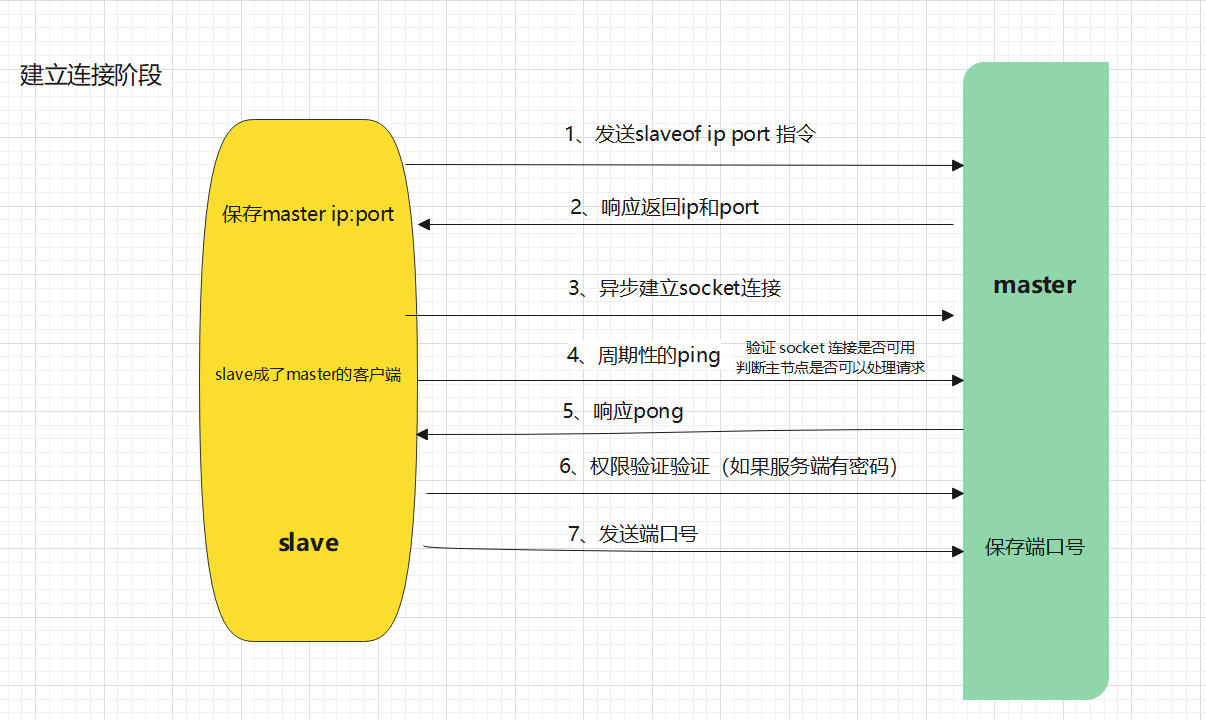 建立连接阶段
1、发送slaveof ip port 指令
保存master ip:port
2、响应返回ip和port
master
3、异步建立socket连接
4、周期性的ping
验证 socket 连接是否可用
判断主节点是否可以处理请求
slave成了master的客户端
5、响应pong
6、权限验证验证（如果服务端有密码）
slave
7、发送端口号
保存端口号